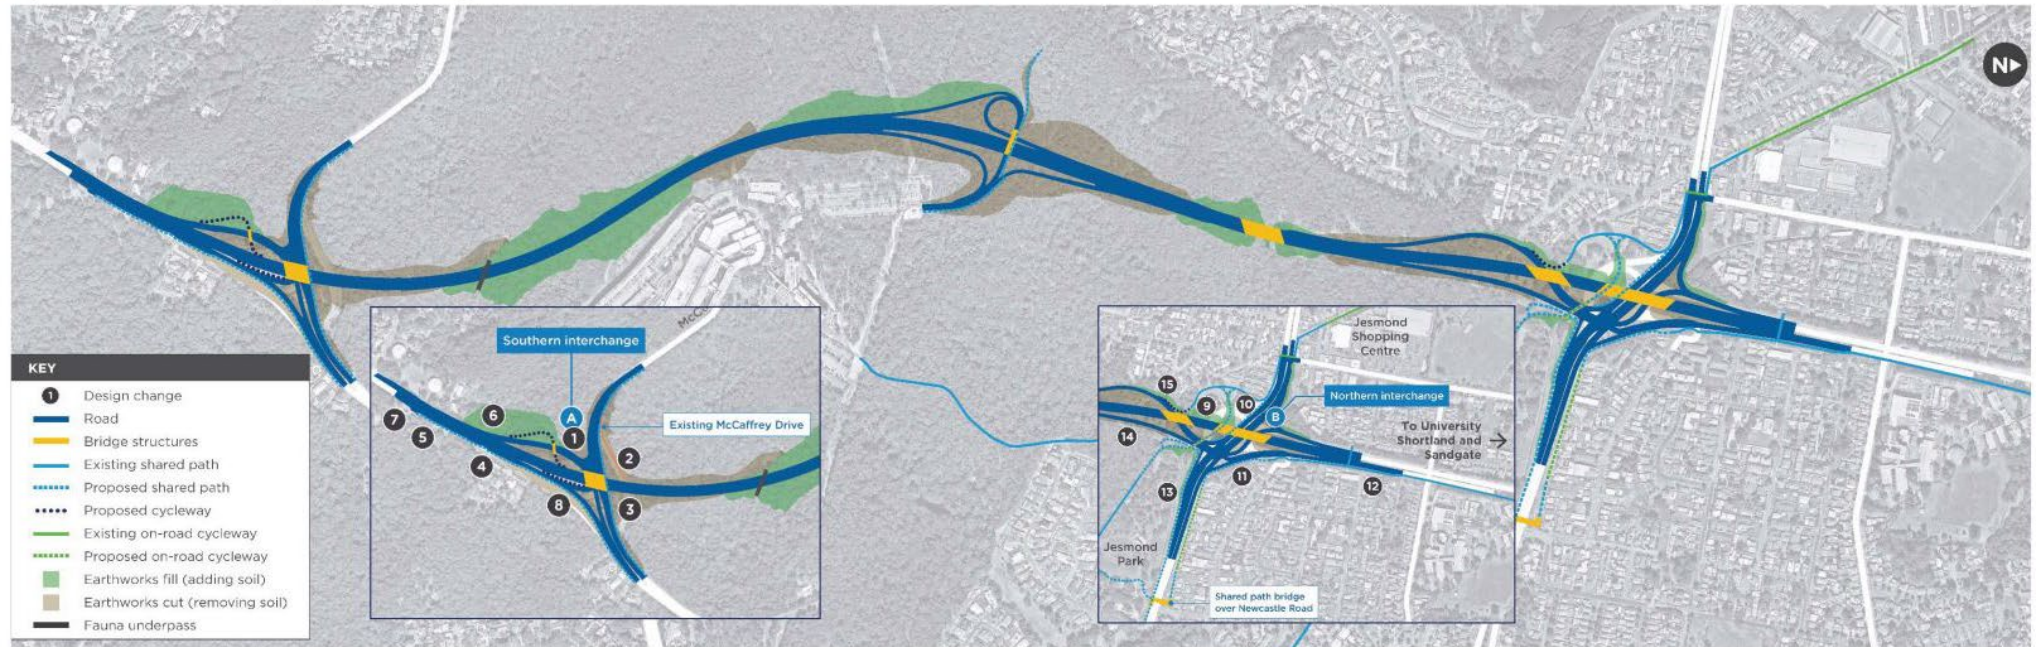 N
KEY
1 Design change
Road
Bridge structures
Existing shared path
Proposed shared path
Proposed cycleway
Existing on-road cycleway
Proposed on-road cycleway
Earthworks fill (adding soil)
Earthworks cut (removing soil)
Fauna underpass
Southern interchange
A
1
2
3
4
5
6
7
8
Existing McCaffrey Drive
Jesmond
Shopping
Centre
15
9
10
B
Northern interchange
To University
Shortland and
Sandgate
14
11
12
13
Jesmond
Park
Shared path bridge
over Newcastle Road